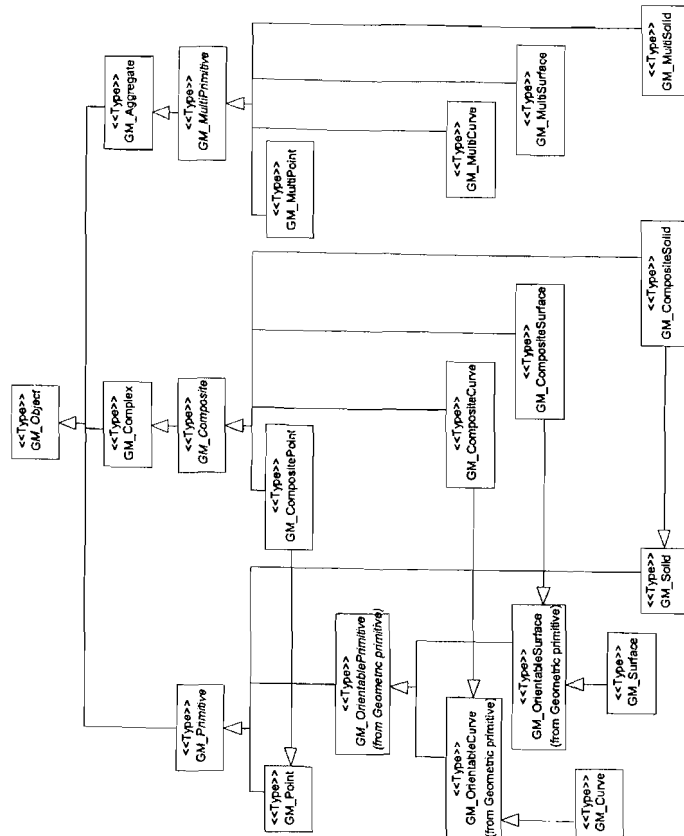 <<Type>>
GM_Object
<<Type>>
GM_Primitive
<<Type>>
GM_Complex
<<Type>>
GM_Aggregate
<<Type>>
GM_Composite
<<Type>>
GM_MultiPrimitive
<<Type>>
GM_Point
<<Type>>
GM_CompositePoint
<<Type>>
GM_MultiPoint
<<Type>>
GM_OrientablePrimitive
(from Geometric primitive)
<<Type>>
GM_OrientableCurve
(from Geometric primitive)
<<Type>>
GM_CompositeCurve
<<Type>>
GM_MultiCurve
<<Type>>
GM_OrientableSurface
(from Geometric primitive)
<<Type>>
GM_CompositeSurface
<<Type>>
GM_MultiSurface
<<Type>>
GM_Curve
<<Type>>
GM_Surface
<<Type>>
GM_Solid
<<Type>>
GM_CompositeSolid
<<Type>>
GM_MultiSolid